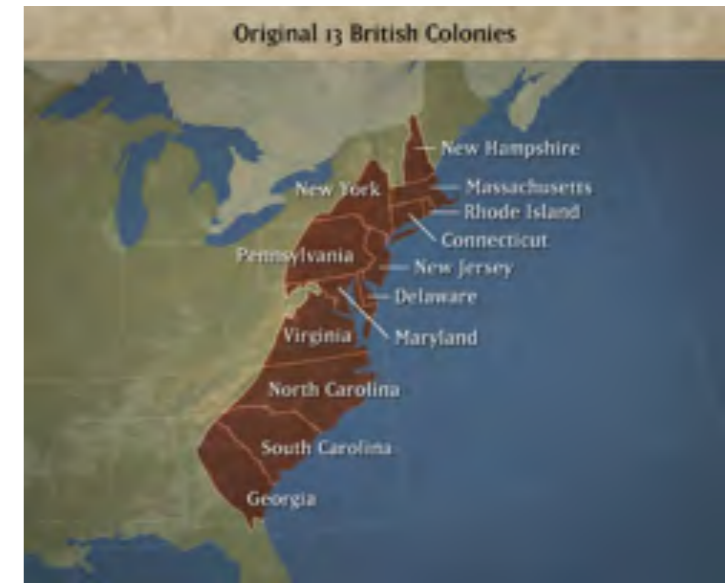 Original 13 British Colonies
New Hampshire
New York
Massachusetts
Rhode Island
Connecticut
Pennsylvania
New Jersey
Delaware
Virginia
Maryland
North Carolina
South Carolina
Georgia